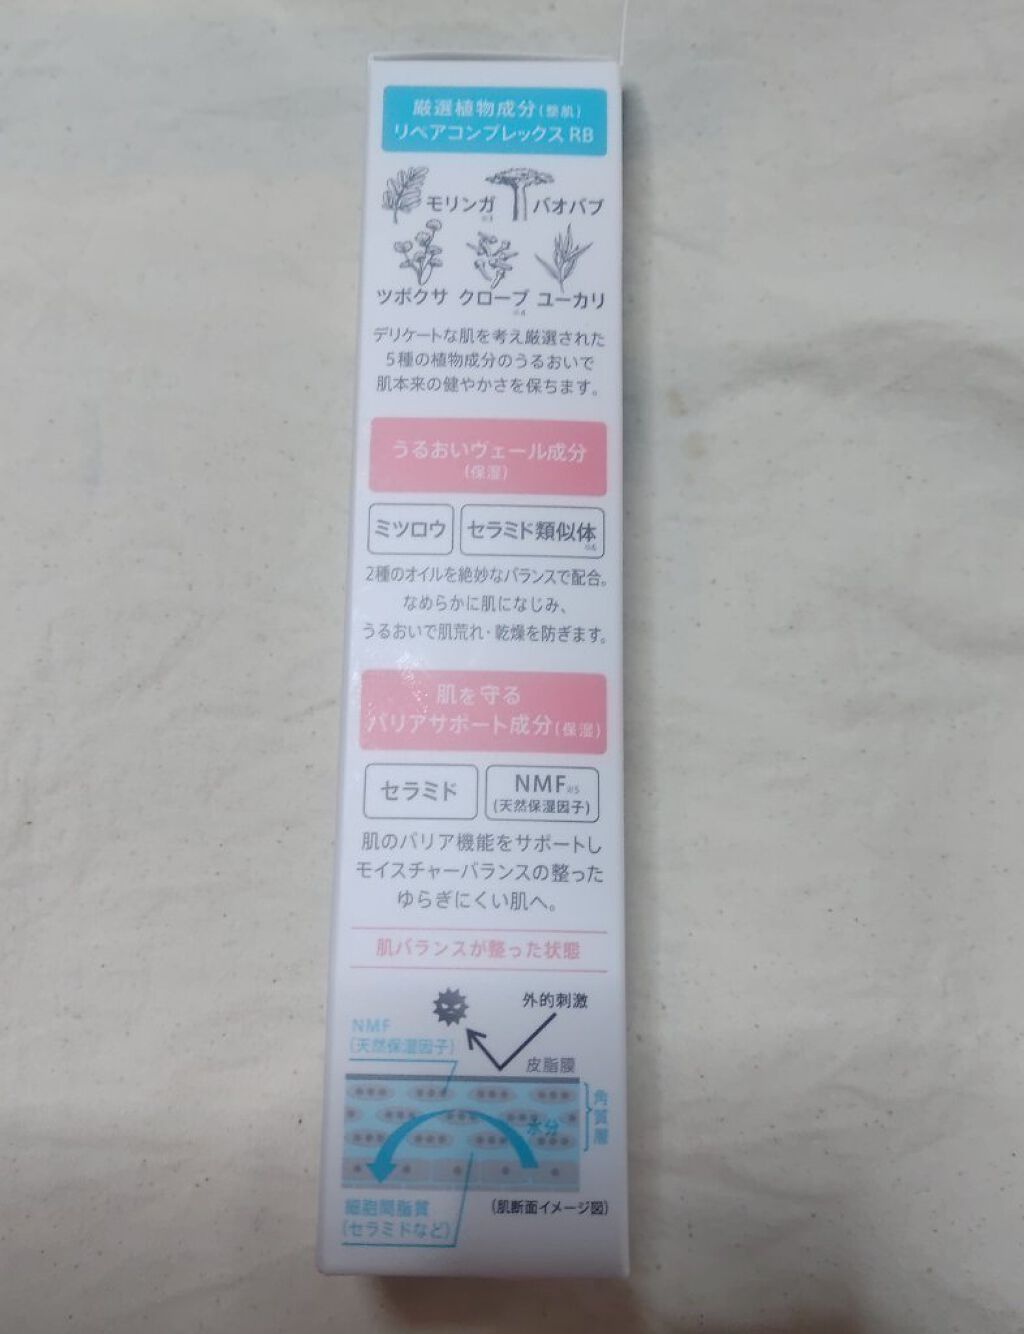 厳選植物成分(整肌)
リペアコンプレックス RB
モリンガ バオバブ
ツボクサ クローブ ユーカリ
デリケートな肌を考え厳選された
5種の植物成分のうるおいで
肌本来の健やかさを保ちます。
うるおいヴェール成分
(保湿)
ミツロウ セラミド類似体
2種のオイルを絶妙なバランスで配合。
なめらかに肌になじみ、
うるおいで肌荒れ・乾燥を防ぎます。
肌を守る
バリアサポート成分(保湿)
セラミド NMF※5
(天然保湿因子)
肌のバリア機能をサポートし
モイスチャーバランスの整った
ゆらぎにくい肌へ。
肌バランスが整った状態
外的刺激
NMF
(天然保湿因子)
皮脂膜
角質層
水分
細胞間脂質
(セラミドなど)
(肌断面イメージ図)